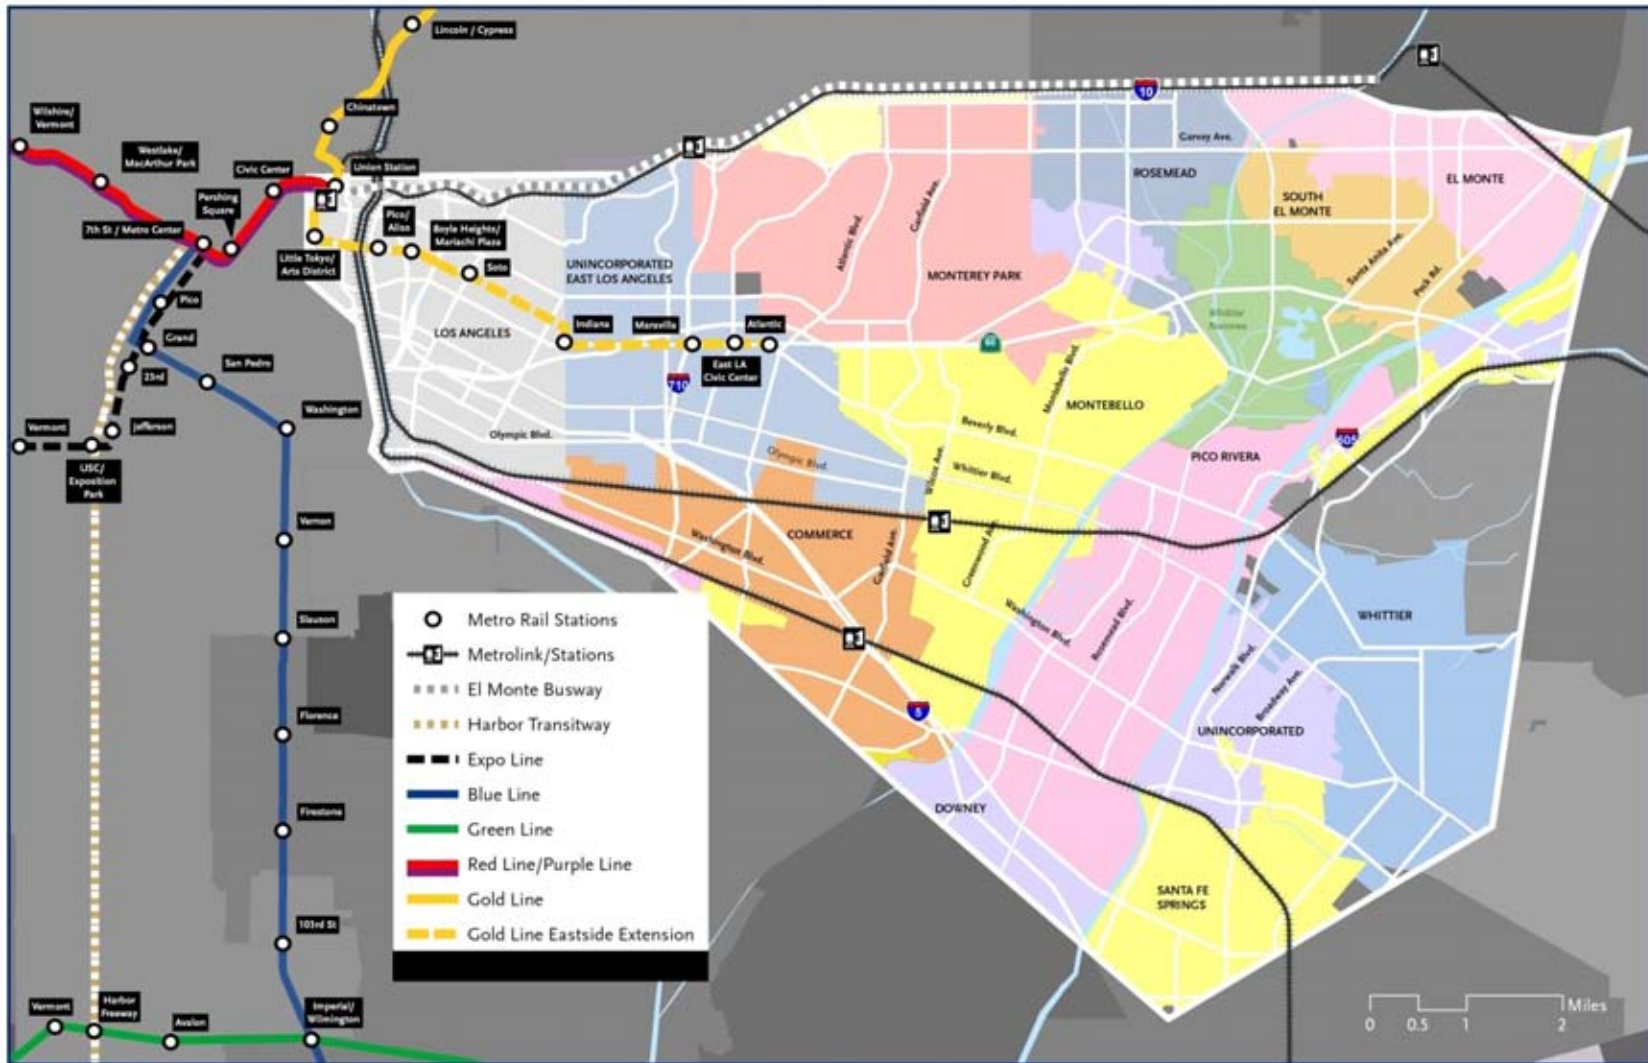 Lincoln / Cypress
Chinatown
Wilshire/
Vermont
Westlake/
MacArthur Park
Civic Center
Union Station
Pershing
Square
7th St / Metro Center
Little Tokyo/
Arts District
Pico/
Aliso
Boyle Heights/
Mariachi Plaza
Soto
Indiana
Maravilla
Atlantic
East LA
Civic Center
Pico
Grand
San Pedro
23rd
Washington
Jefferson
Vermont
USC/
Exposition
Park
Vernon
Slauson
Florence
Firestone
103rd St
Imperial/
Wilmington
Vermont
Harbor
Freeway
Avalon
10
Garvey Ave.
ROSEMEAD
EL MONTE
SOUTH
EL MONTE
Garfield Ave.
Atlantic Blvd.
MONTEREY PARK
UNINCORPORATED
EAST LOS ANGELES
LOS ANGELES
Santa Anita Ave.
Peck Rd.
Whittier
Narrows
60
710
Montebello Blvd.
MONTEBELLO
Beverly Blvd.
Olympic Blvd.
Olympic Blvd.
Wilcox Ave.
Whittier Blvd.
PICO RIVERA
605
COMMERCE
Washington Blvd.
Garfield Ave.
Greenwood Ave.
Washington Blvd.
Rosemead Blvd.
WHITTIER
Norwalk Blvd.
Broadway Ave.
UNINCORPORATED
5
DOWNEY
SANTA FE
SPRINGS
Metro Rail Stations
Metrolink/Stations
El Monte Busway
Harbor Transitway
Expo Line
Blue Line
Green Line
Red Line/Purple Line
Gold Line
Gold Line Eastside Extension
Miles
0 0.5 1 2